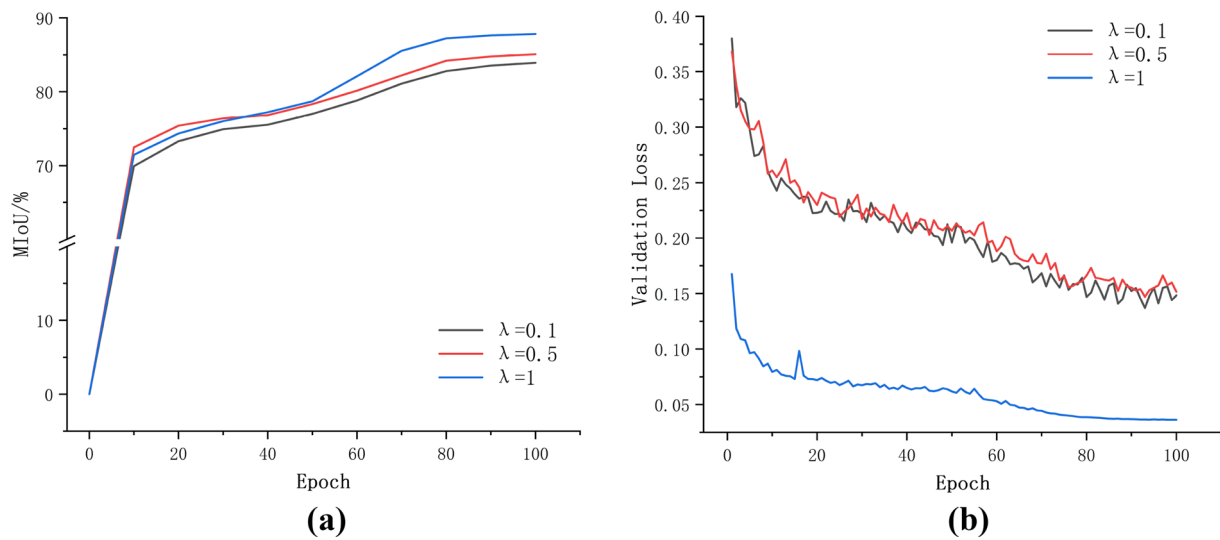 90
80
70
10
0
MIoU/%
λ=0.1
λ=0.5
λ=1
0 20 40 60 80 100
Epoch
(a)
0.40
0.35
0.30
0.25
0.20
0.15
0.10
0.05
Validation Loss
λ=0.1
λ=0.5
λ=1
0 20 40 60 80 100
Epoch
(b)